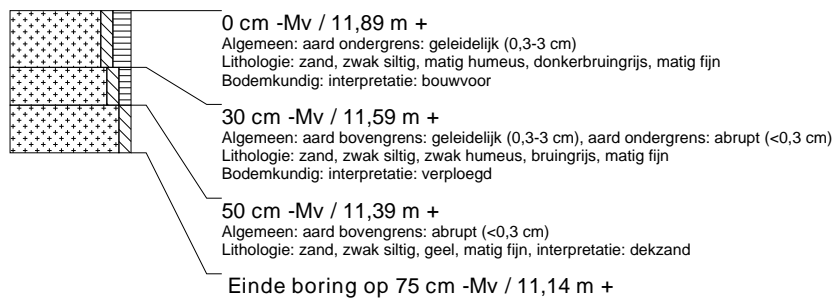 0 cm -Mv / 11,89 m +
Algemeen: aard ondergrens: geleidelijk (0,3-3 cm)
Lithologie: zand, zwak siltig, matig humeus, donkerbruingrijs, matig fijn
Bodemkundig: interpretatie: bouwvoor
30 cm -Mv / 11,59 m +
Algemeen: aard bovengrens: geleidelijk (0,3-3 cm), aard ondergrens: abrupt (<0,3 cm)
Lithologie: zand, zwak siltig, zwak humeus, bruingrijs, matig fijn
Bodemkundig: interpretatie: verploegd
50 cm -Mv / 11,39 m +
Algemeen: aard bovengrens: abrupt (<0,3 cm)
Lithologie: zand, zwak siltig, geel, matig fijn, interpretatie: dekzand
Einde boring op 75 cm -Mv / 11,14 m +